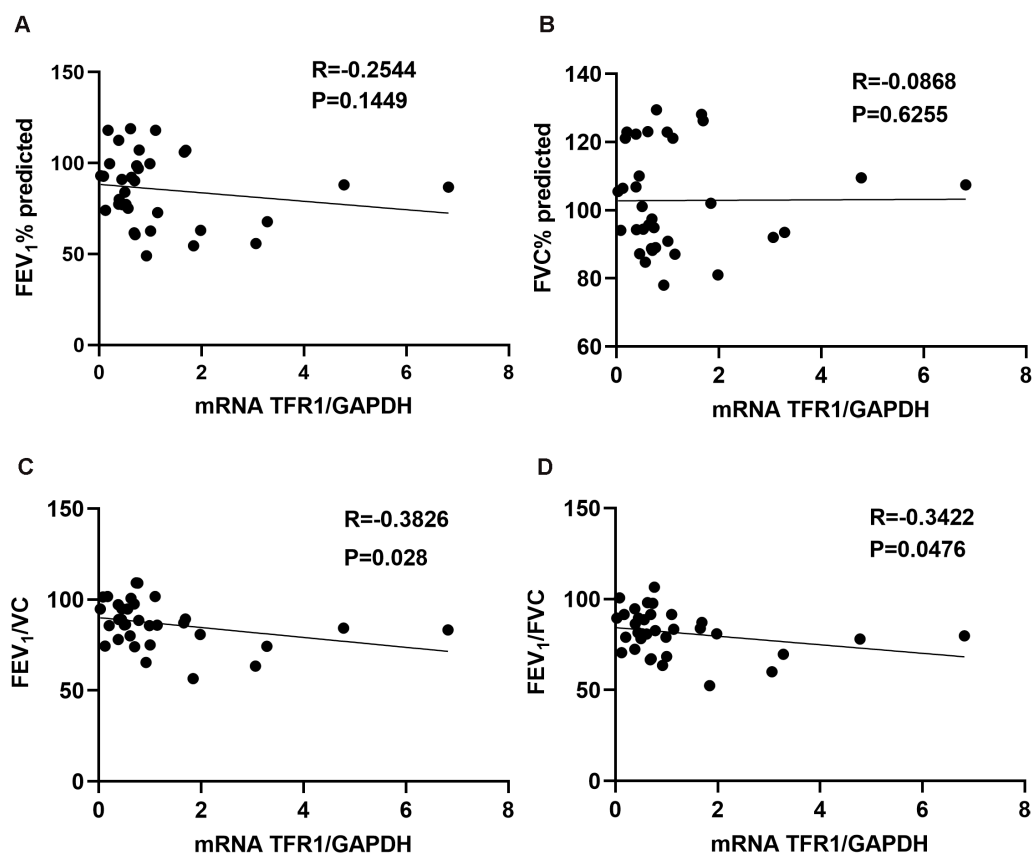 A
R=-0.2544
P=0.1449
FEV1% predicted
150
100
50
0
0 2 4 6 8
mRNA TFR1/GAPDH
B
R=-0.0868
P=0.6255
FVC% predicted
140
120
100
80
60
0 2 4 6 8
mRNA TFR1/GAPDH
C
R=-0.3826
P=0.028
FEV1/VC
150
100
50
0
0 2 4 6 8
mRNA TFR1/GAPDH
D
R=-0.3422
P=0.0476
FEV1/FVC
150
100
50
0
0 2 4 6 8
mRNA TFR1/GAPDH